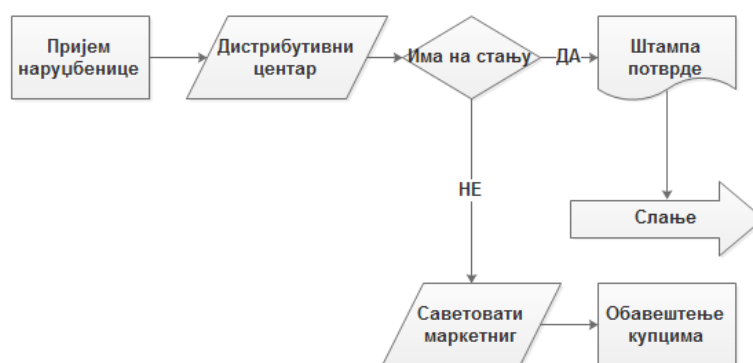 Пријем
наруџбенице
Дистрибутивни
центар
Има на стању
ДА
Штампа
потврде
НЕ
Слање
Саветовати
маркетниг
Обавештење
купцима